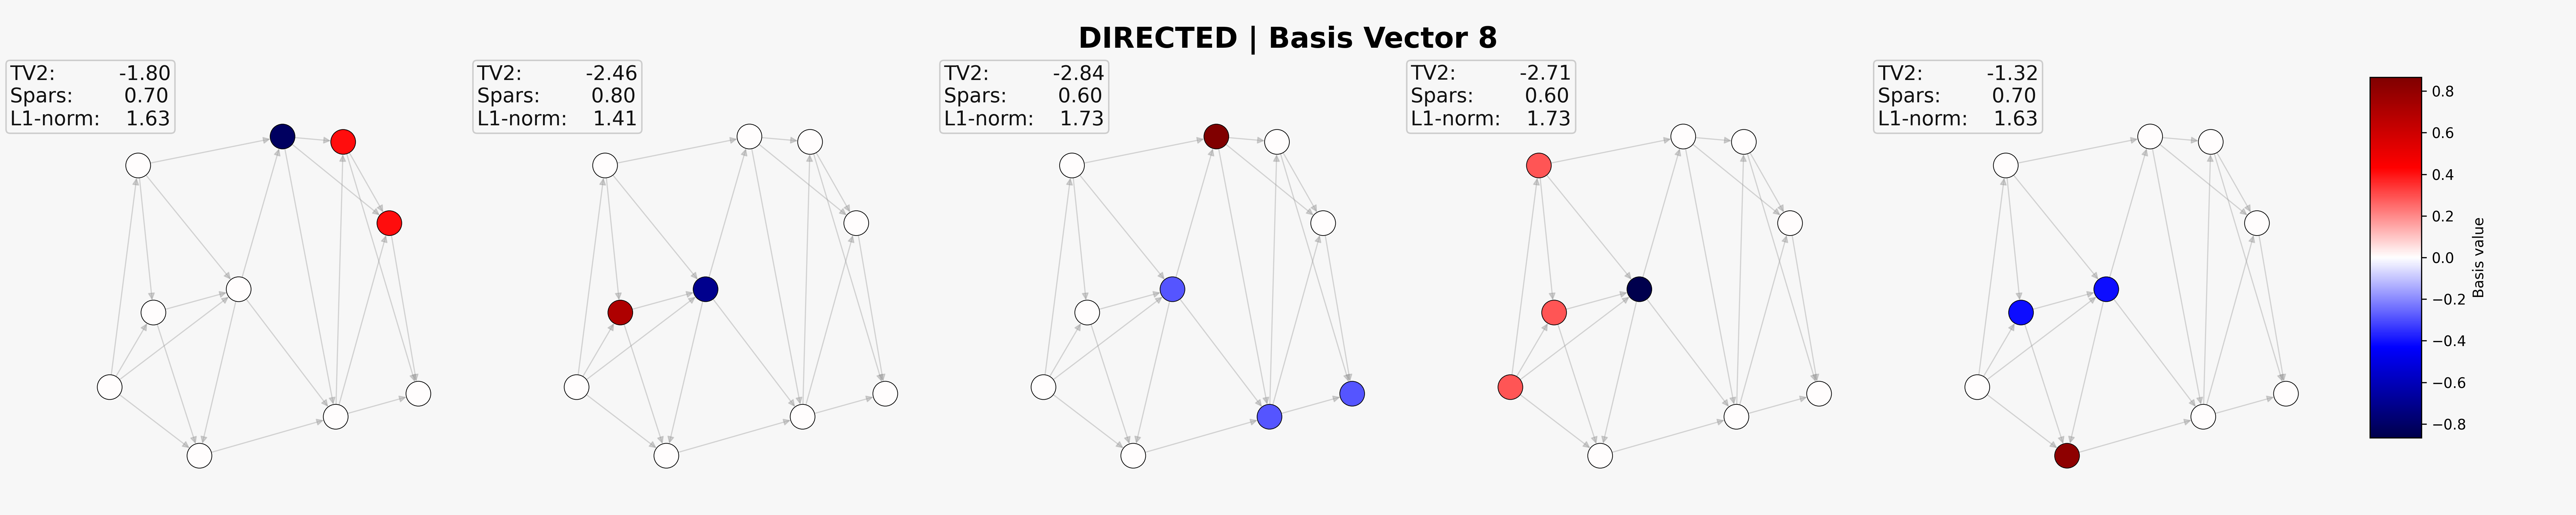 DIRECTED | Basis Vector 8
TV2: -1.80
Spars: 0.70
L1-norm: 1.63
TV2: -2.46
Spars: 0.80
L1-norm: 1.41
TV2: -2.84
Spars: 0.60
L1-norm: 1.73
TV2: -2.71
Spars: 0.60
L1-norm: 1.73
TV2: -1.32
Spars: 0.70
L1-norm: 1.63
0.8
0.6
0.4
0.2
0.0
−0.2
−0.4
−0.6
−0.8
Basis value